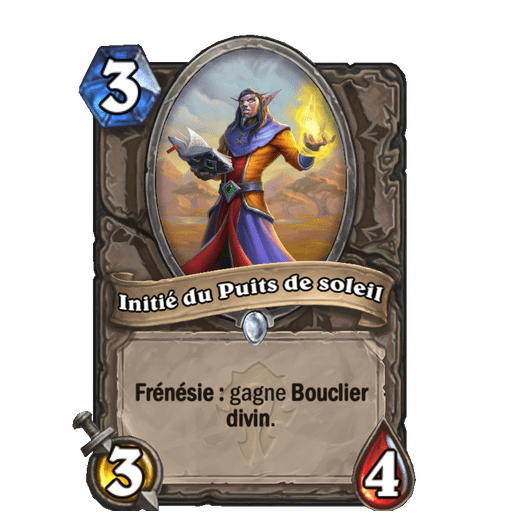 3
Initié du Puits de soleil
Frénésie : gagne Bouclier
divin.
3
4